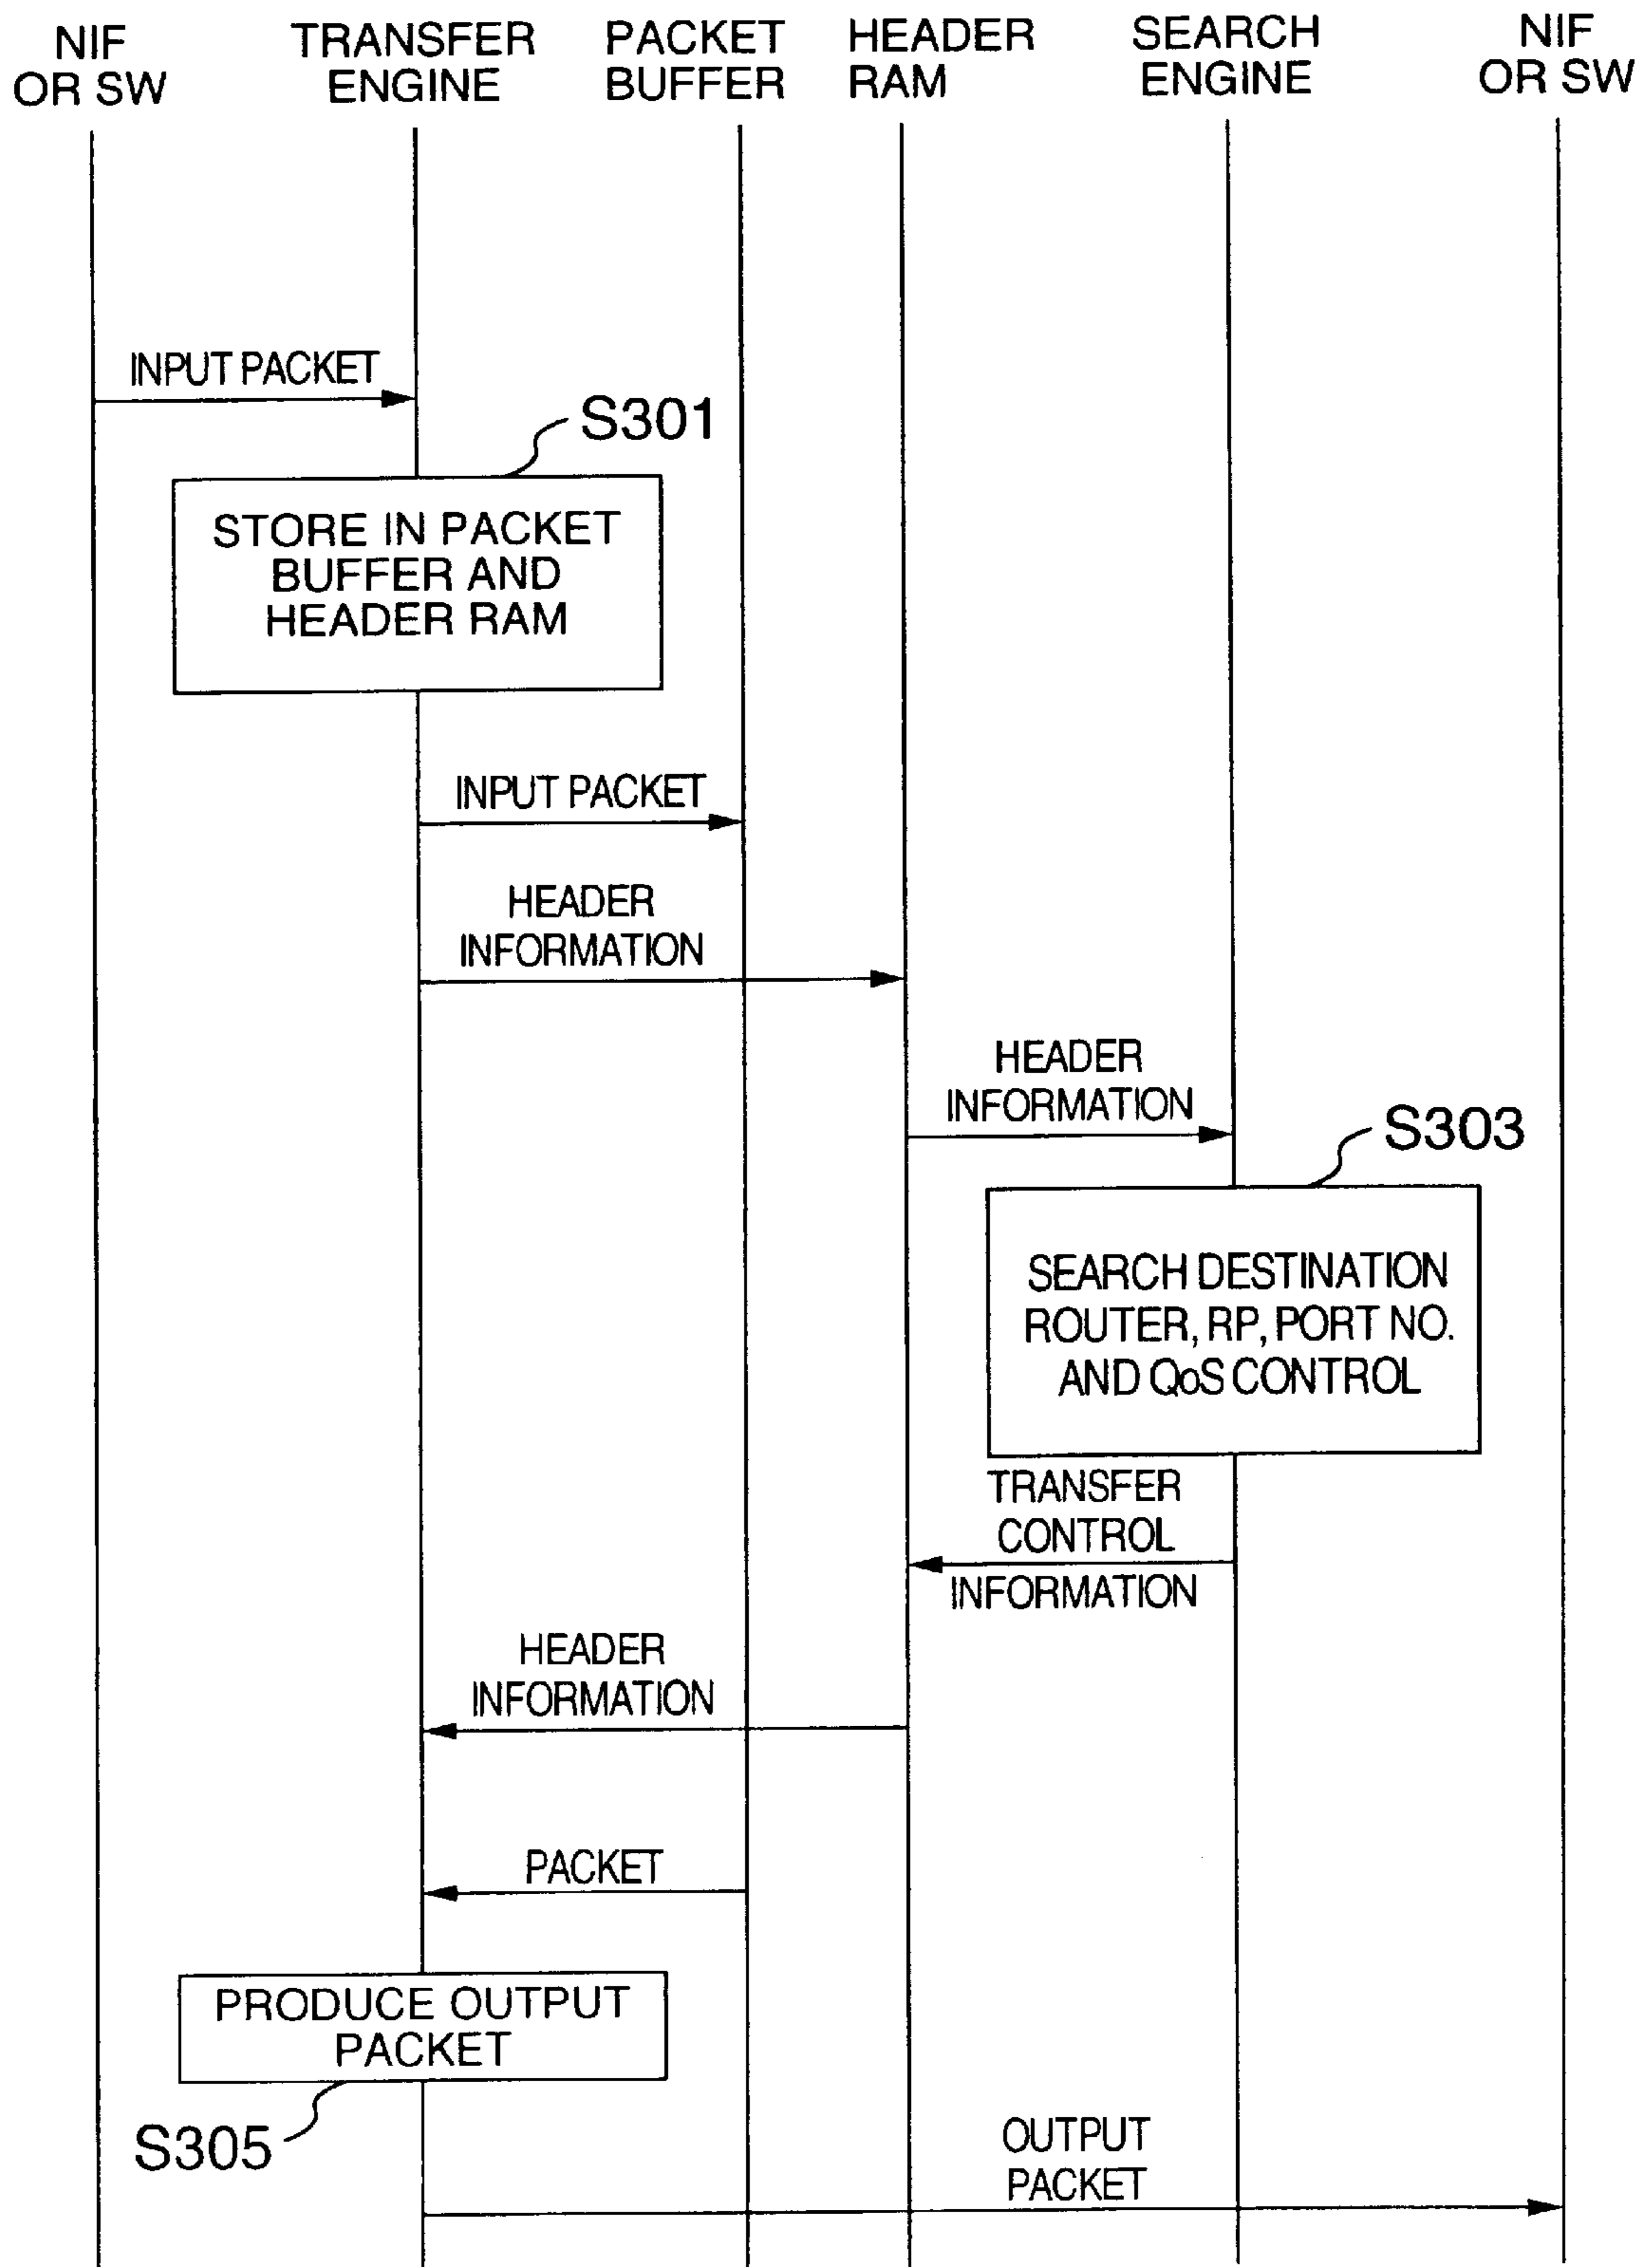 NIF
OR SW
TRANSFER
ENGINE
PACKET
BUFFER
HEADER
RAM
SEARCH
ENGINE
NIF
OR SW
INPUT PACKET
S301
STORE IN PACKET
BUFFER AND
HEADER RAM
INPUT PACKET
HEADER
INFORMATION
HEADER
INFORMATION
S303
SEARCH DESTINATION
ROUTER, RP, PORT NO.
AND QoS CONTROL
TRANSFER
CONTROL
INFORMATION
HEADER
INFORMATION
PACKET
PRODUCE OUTPUT
PACKET
S305
OUTPUT
PACKET